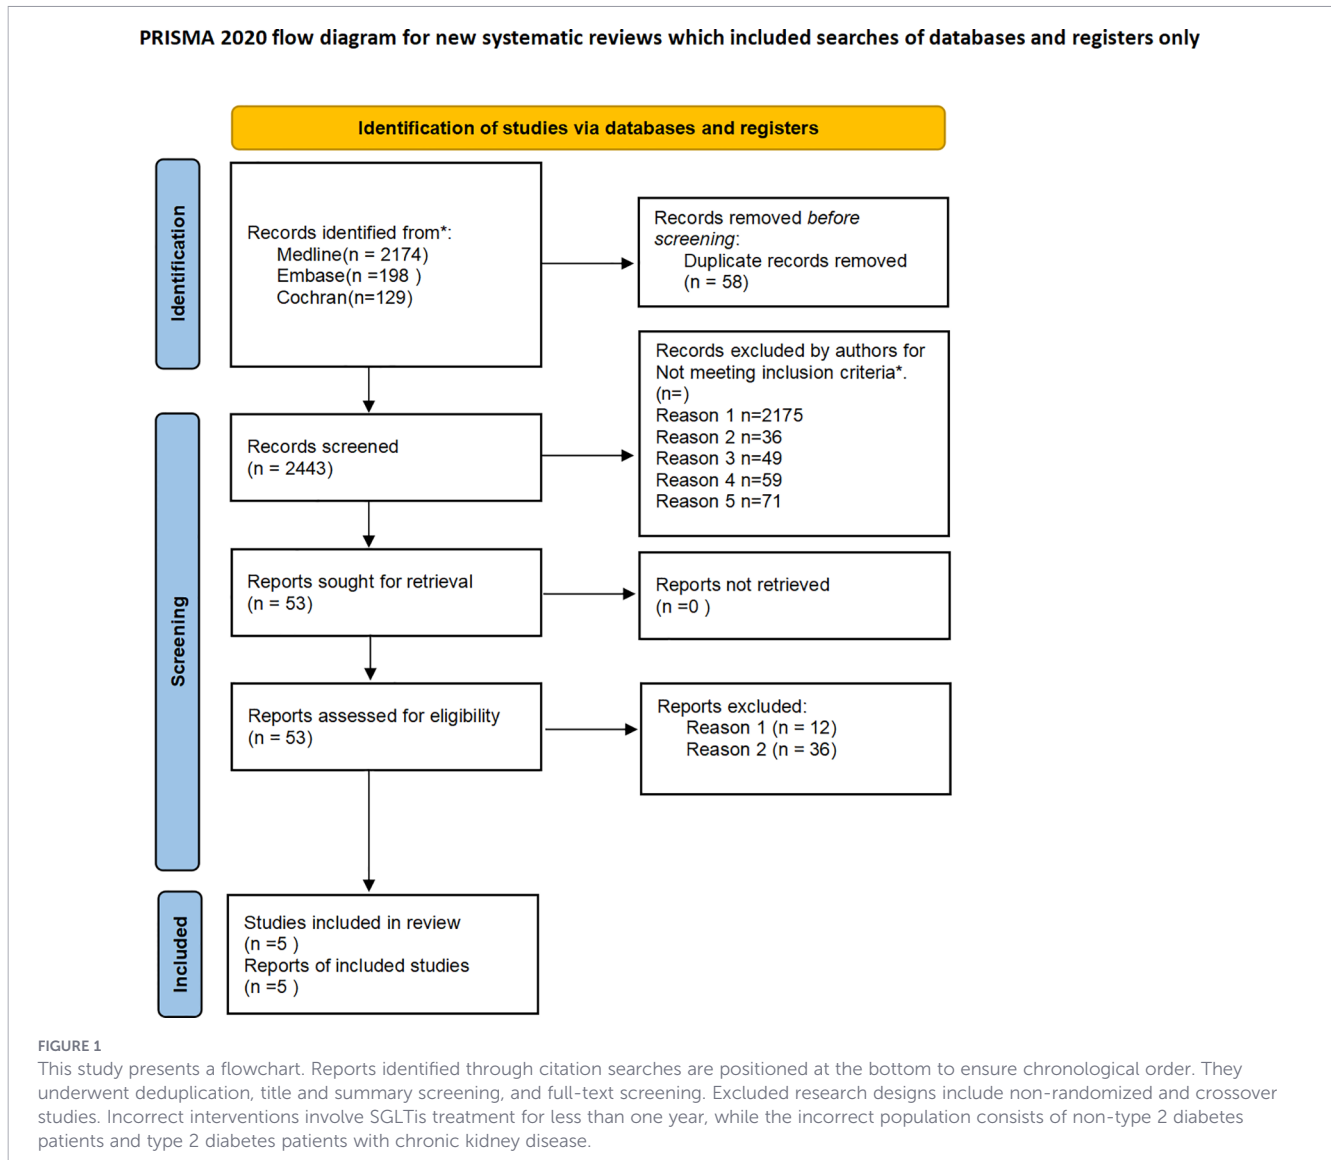 PRISMA 2020 flow diagram for new systematic reviews which included searches of databases and registers only
Identification of studies via databases and registers
Identification
Records identified from*:
Medline(n = 2174)
Embase(n =198 )
Cochran(n=129)
Records removed before
screening:
Duplicate records removed
(n = 58)
Screening
Records screened
(n = 2443)
Records excluded by authors for
Not meeting inclusion criteria*.
(n=)
Reason 1 n=2175
Reason 2 n=36
Reason 3 n=49
Reason 4 n=59
Reason 5 n=71
Reports sought for retrieval
(n = 53)
Reports not retrieved
(n =0 )
Reports assessed for eligibility
(n = 53)
Reports excluded:
Reason 1 (n = 12)
Reason 2 (n = 36)
Included
Studies included in review
(n =5 )
Reports of included studies
(n =5 )
FIGURE 1
This study presents a flowchart. Reports identified through citation searches are positioned at the bottom to ensure chronological order. They
underwent deduplication, title and summary screening, and full-text screening. Excluded research designs include non-randomized and crossover
studies. Incorrect interventions involve SGLTis treatment for less than one year, while the incorrect population consists of non-type 2 diabetes
patients and type 2 diabetes patients with chronic kidney disease.